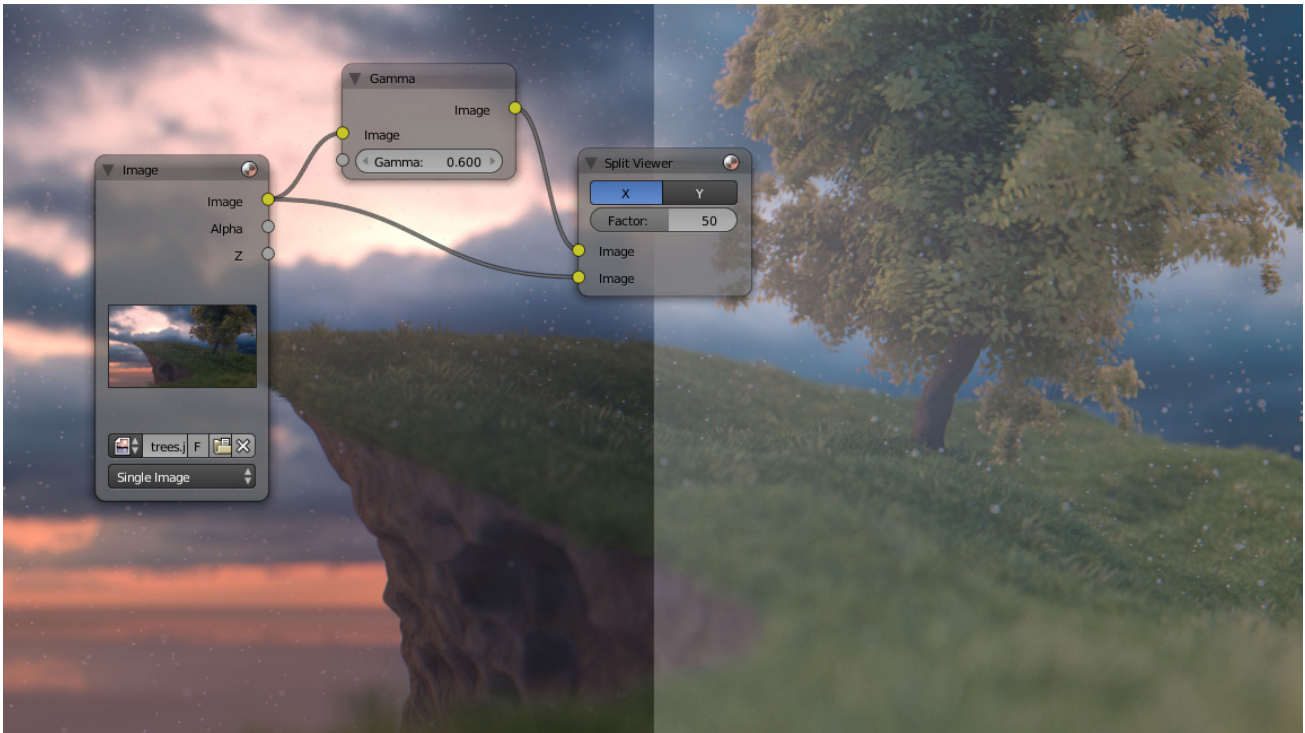 Gamma
Image
Image
Gamma: 0.600
Image
Image
Alpha
Z
trees.j F
Single Image
Split Viewer
X Y
Factor: 50
Image
Image